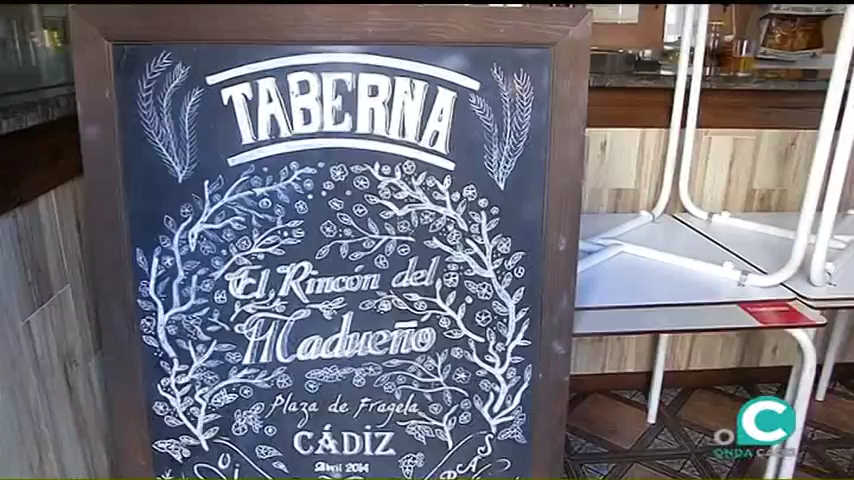 TABERNA
El Rincón del
Madueño
Plaza de Fragela
CÁDIZ
Abril 2014
ONDA CÁDIZ